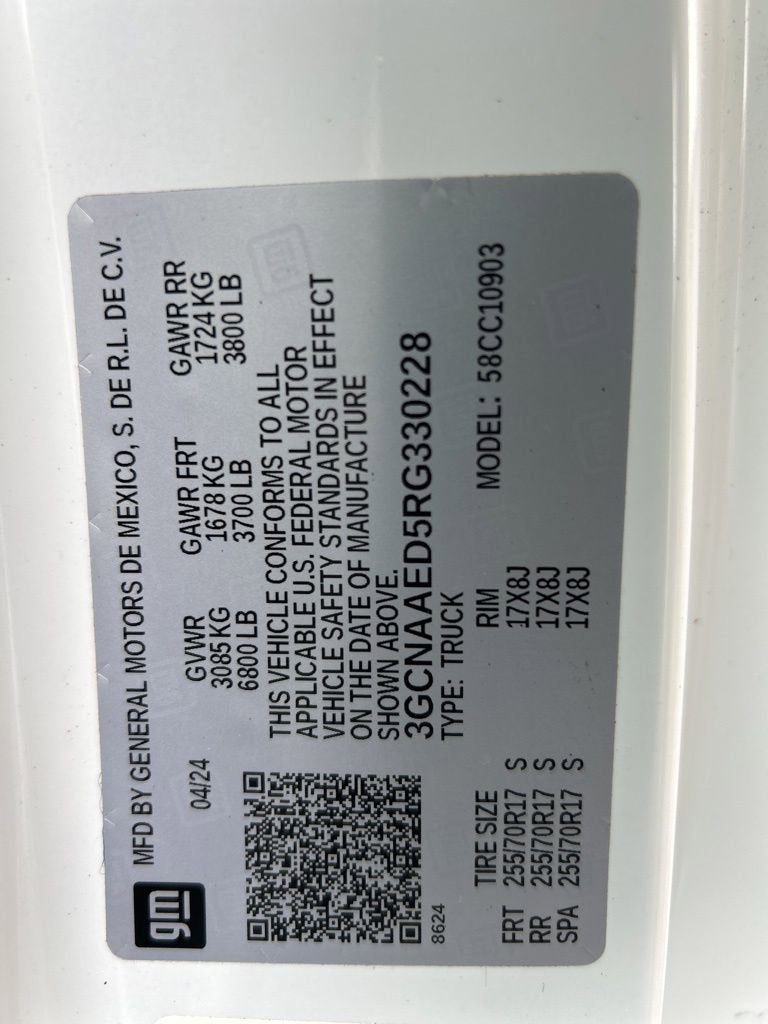 gm
MFD BY GENERAL MOTORS DE MEXICO, S. DE R.L. DE C.V.
04/24
GVWR GAWR FRT GAWR RR
3085 KG 1678 KG 1724 KG
6800 LB 3700 LB 3800 LB
THIS VEHICLE CONFORMS TO ALL
APPLICABLE U.S. FEDERAL MOTOR
VEHICLE SAFETY STANDARDS IN EFFECT
ON THE DATE OF MANUFACTURE
SHOWN ABOVE.
3GCNAAED5RG330228
8624
TYPE: TRUCK
TIRE SIZE RIM MODEL: 58CC10903
FRT 255/70R17 S 17X8J
RR 255/70R17 S 17X8J
SPA 255/70R17 S 17X8J